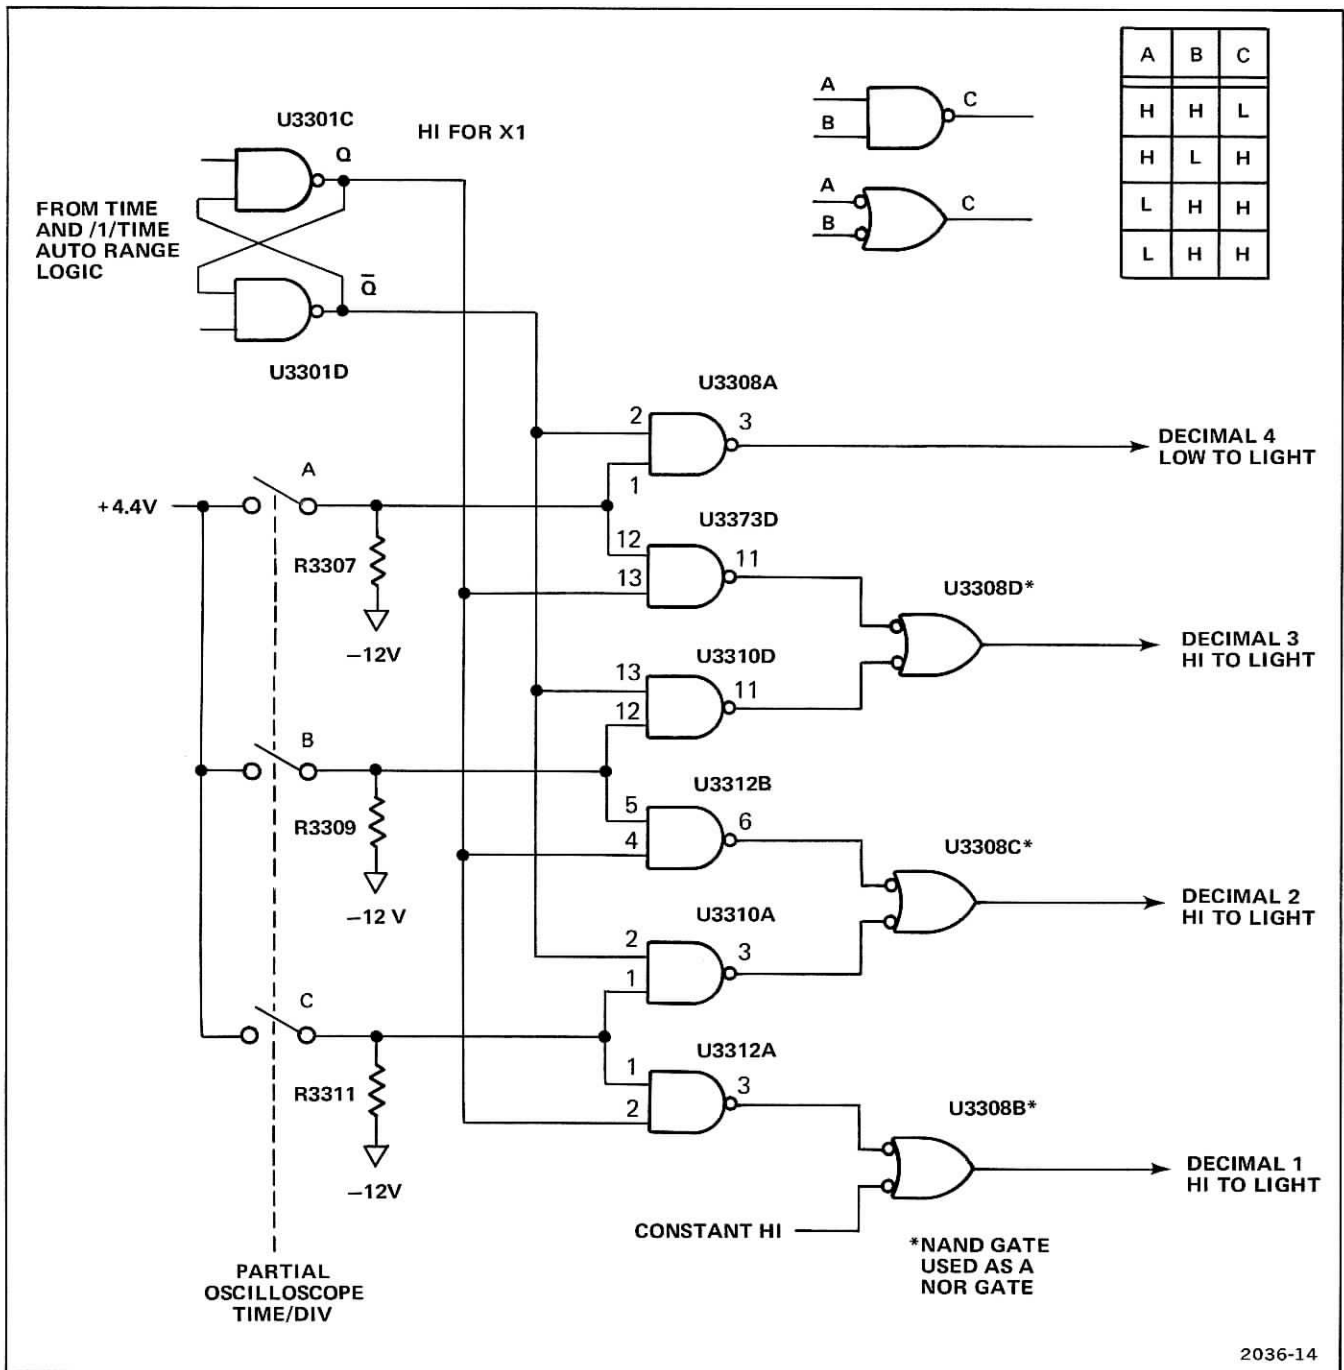 U3301C
HI FOR X1
Q
FROM TIME
AND /1/TIME
AUTO RANGE
LOGIC
Q̅
U3301D
A
B
C
A
B
C
A B C
H H L
H L H
L H H
L H H
U3308A
2
3
1
DECIMAL 4
LOW TO LIGHT
+4.4V
A
R3307
−12V
U3373D
12
13
11
U3308D*
DECIMAL 3
HI TO LIGHT
U3310D
13
12
11
B
R3309
−12 V
U3312B
5
4
6
U3308C*
DECIMAL 2
HI TO LIGHT
U3310A
2
1
3
C
R3311
−12V
U3312A
1
2
3
U3308B*
DECIMAL 1
HI TO LIGHT
CONSTANT HI
*NAND GATE
USED AS A
NOR GATE
PARTIAL
OSCILLOSCOPE
TIME/DIV
2036-14